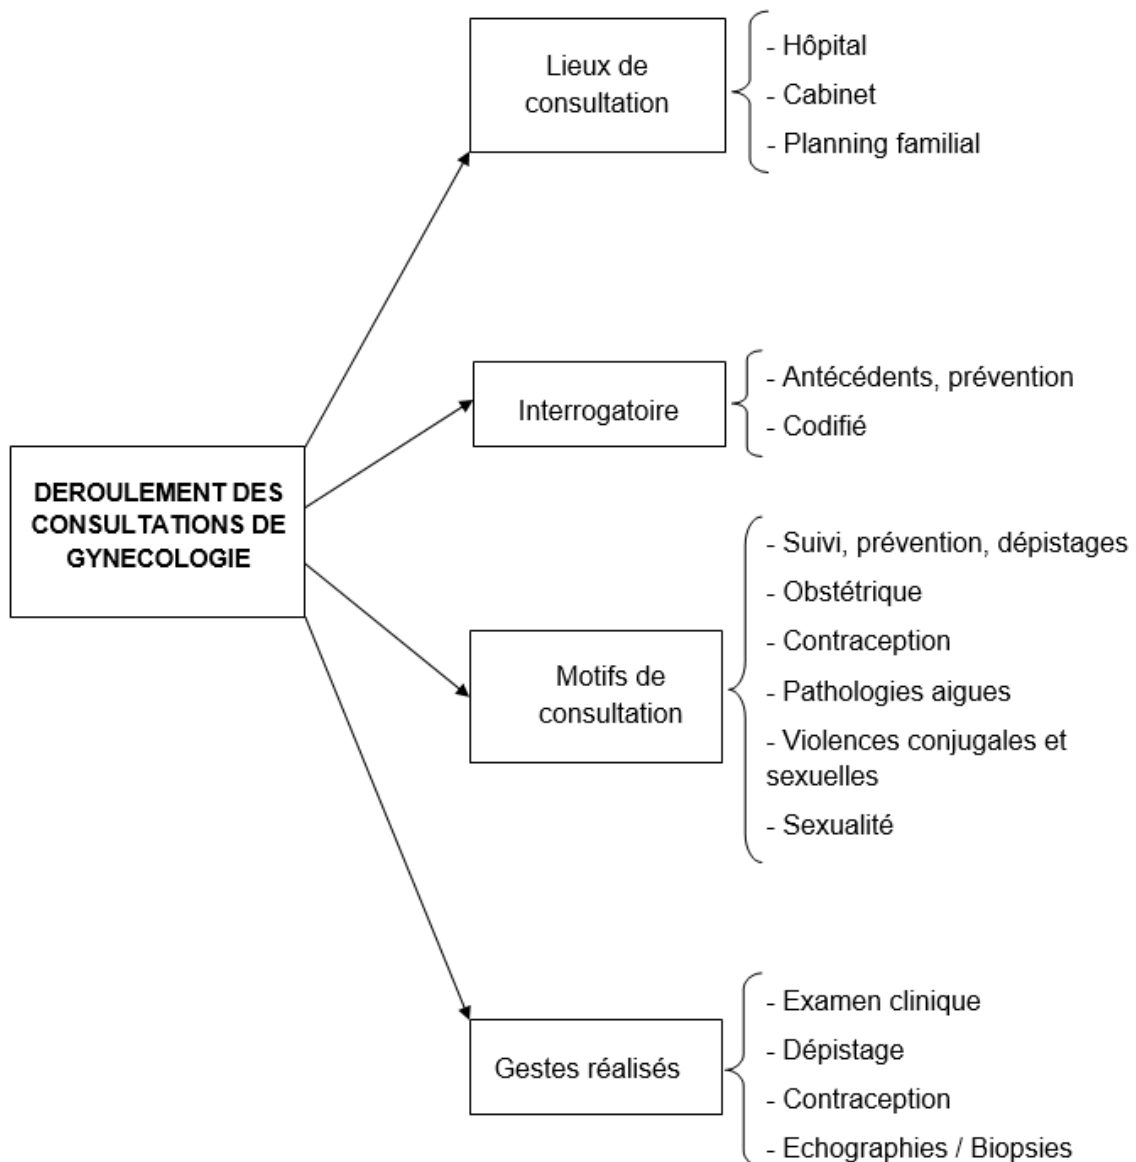 Lieux de
consultation
- Hôpital
- Cabinet
- Planning familial
Interrogatoire
- Antécédents, prévention
- Codifié
DEROULEMENT DES
CONSULTATIONS DE
GYNECOLOGIE
Motifs de
consultation
- Suivi, prévention, dépistages
- Obstétrique
- Contraception
- Pathologies aigues
- Violences conjugales et
sexuelles
- Sexualité
Gestes réalisés
- Examen clinique
- Dépistage
- Contraception
- Echographies / Biopsies